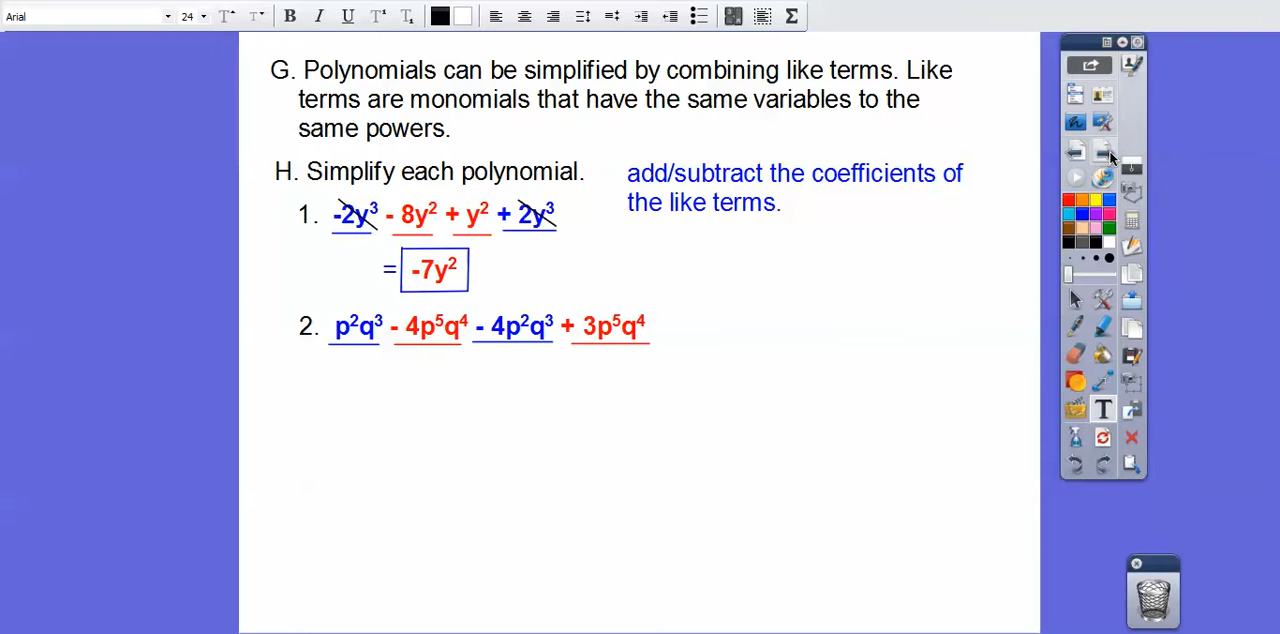 Arial 24 B I U
G. Polynomials can be simplified by combining like terms. Like
terms are monomials that have the same variables to the
same powers.
H. Simplify each polynomial.
add/subtract the coefficients of
the like terms.
1. -2y³ - 8y² + y² + 2y³
= -7y²
2. p²q³ - 4p⁵q⁴ - 4p²q³ + 3p⁵q⁴